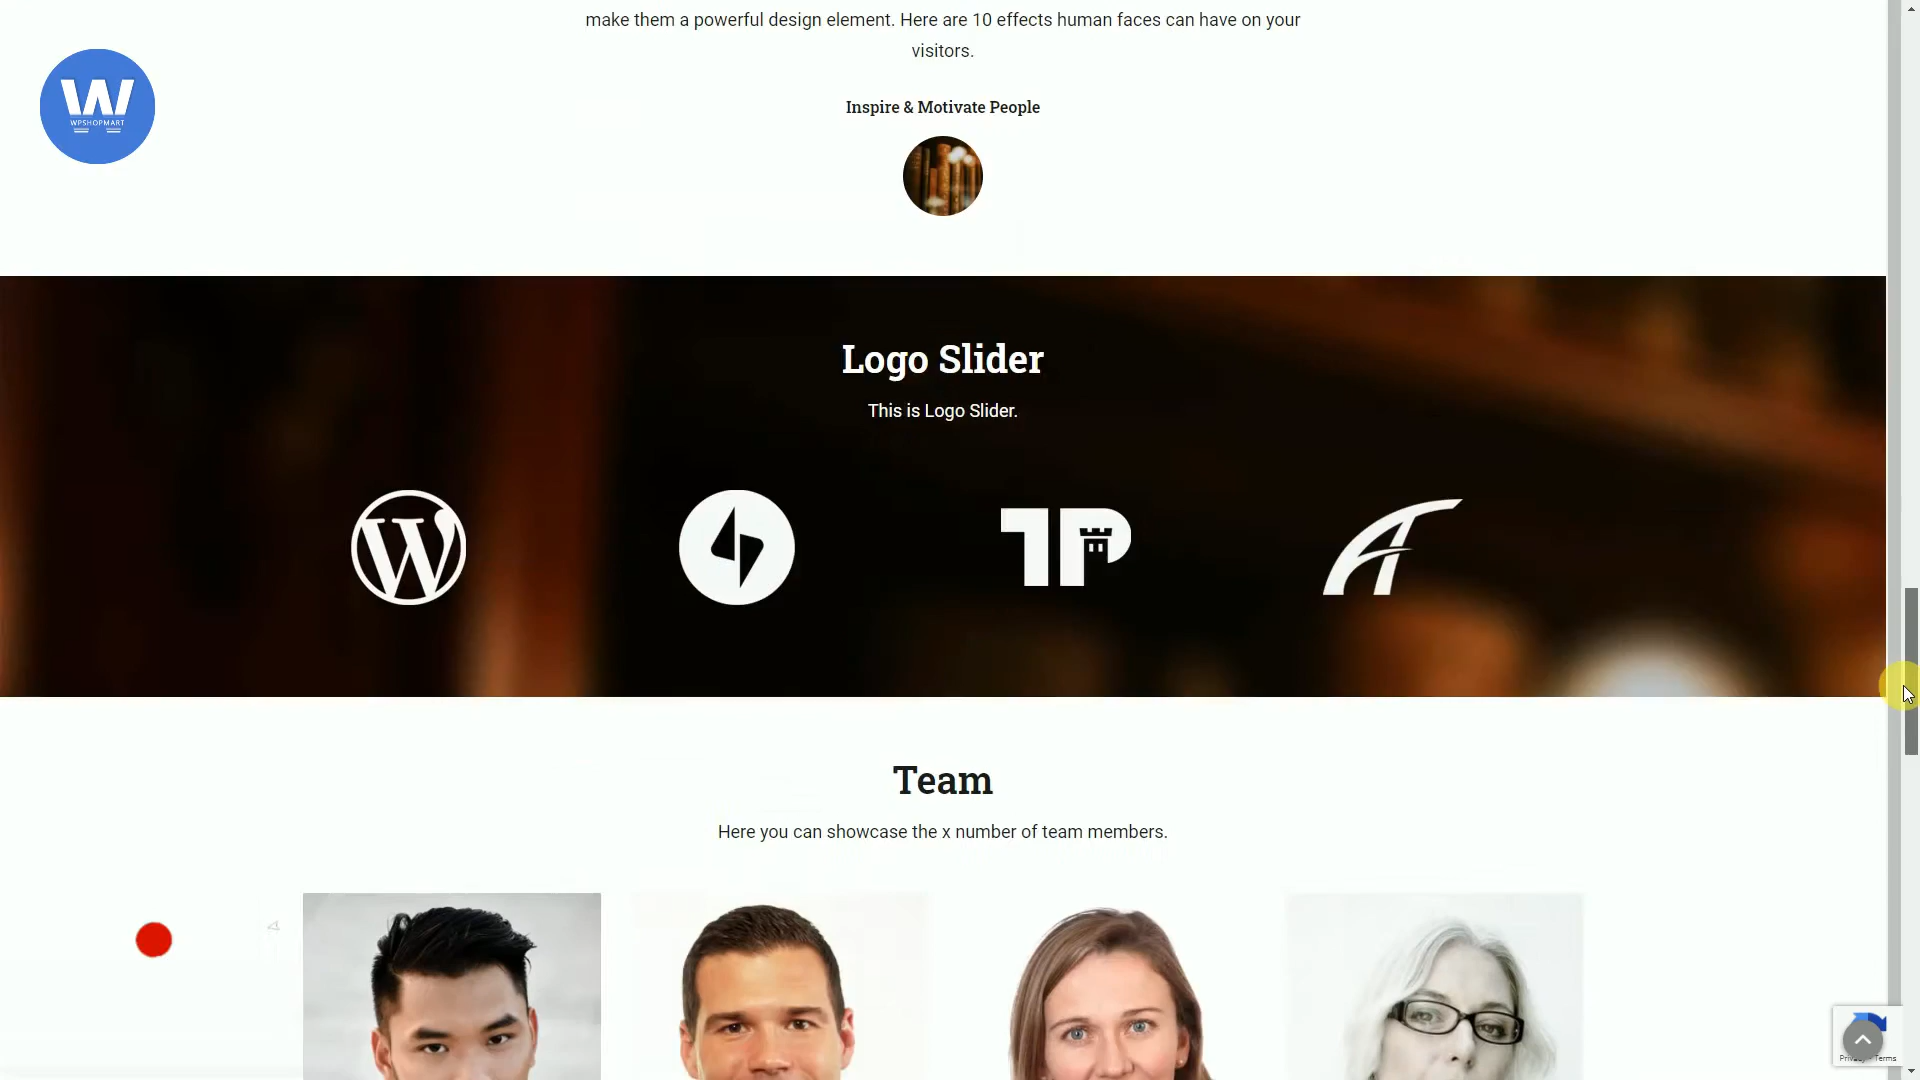 make them a powerful design element. Here are 10 effects human faces can have on your
visitors.
W
WPSHOPMART
Inspire & Motivate People
Logo Slider
This is Logo Slider.
W
1P
A
Team
Here you can showcase the x number of team members.
Terms